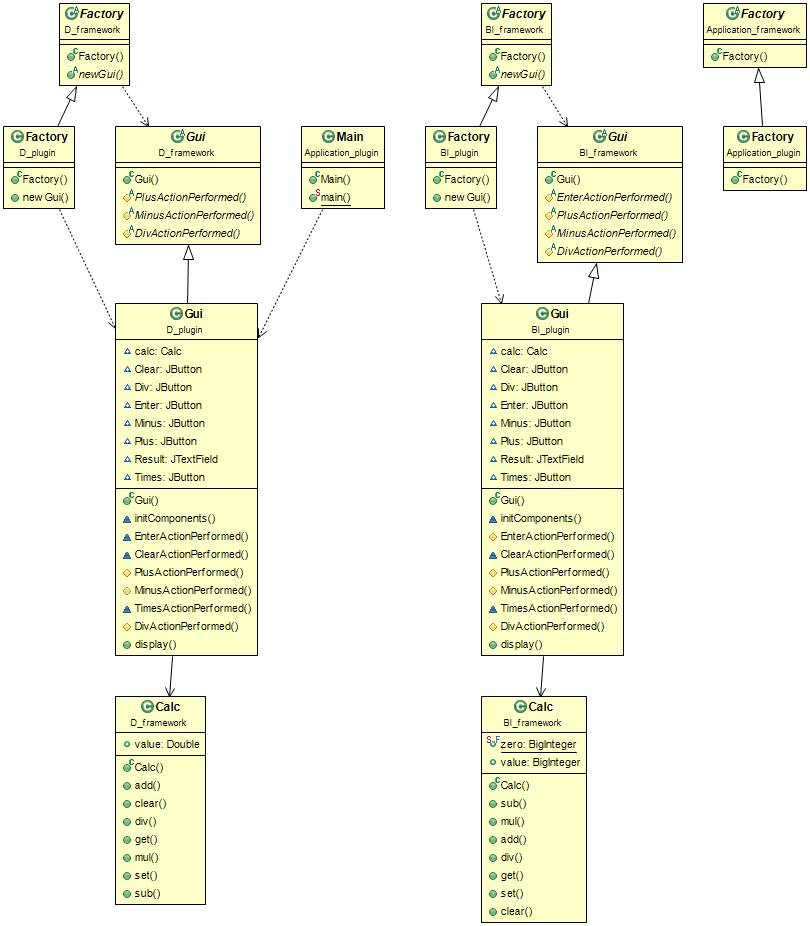 Factory
D_framework
Factory()
newGui()
Factory
BI_framework
Factory()
newGui()
Factory
Application_framework
Factory()
Factory
D_plugin
Factory()
new Gui()
Gui
D_framework
Gui()
PlusActionPerformed()
MinusActionPerformed()
DivActionPerformed()
Main
Application_plugin
Main()
main()
Factory
BI_plugin
Factory()
new Gui()
Gui
BI_framework
Gui()
EnterActionPerformed()
PlusActionPerformed()
MinusActionPerformed()
DivActionPerformed()
Factory
Application_plugin
Factory()
Gui
D_plugin
calc: Calc
Clear: JButton
Div: JButton
Enter: JButton
Minus: JButton
Plus: JButton
Result: JTextField
Times: JButton
Gui()
initComponents()
EnterActionPerformed()
ClearActionPerformed()
PlusActionPerformed()
MinusActionPerformed()
TimesActionPerformed()
DivActionPerformed()
display()
Gui
BI_plugin
calc: Calc
Clear: JButton
Div: JButton
Enter: JButton
Minus: JButton
Plus: JButton
Result: JTextField
Times: JButton
Gui()
initComponents()
EnterActionPerformed()
ClearActionPerformed()
PlusActionPerformed()
MinusActionPerformed()
TimesActionPerformed()
DivActionPerformed()
display()
Calc
D_framework
value: Double
Calc()
add()
clear()
div()
get()
mul()
set()
sub()
Calc
BI_framework
zero: BigInteger
value: BigInteger
Calc()
sub()
mul()
add()
div()
get()
set()
clear()